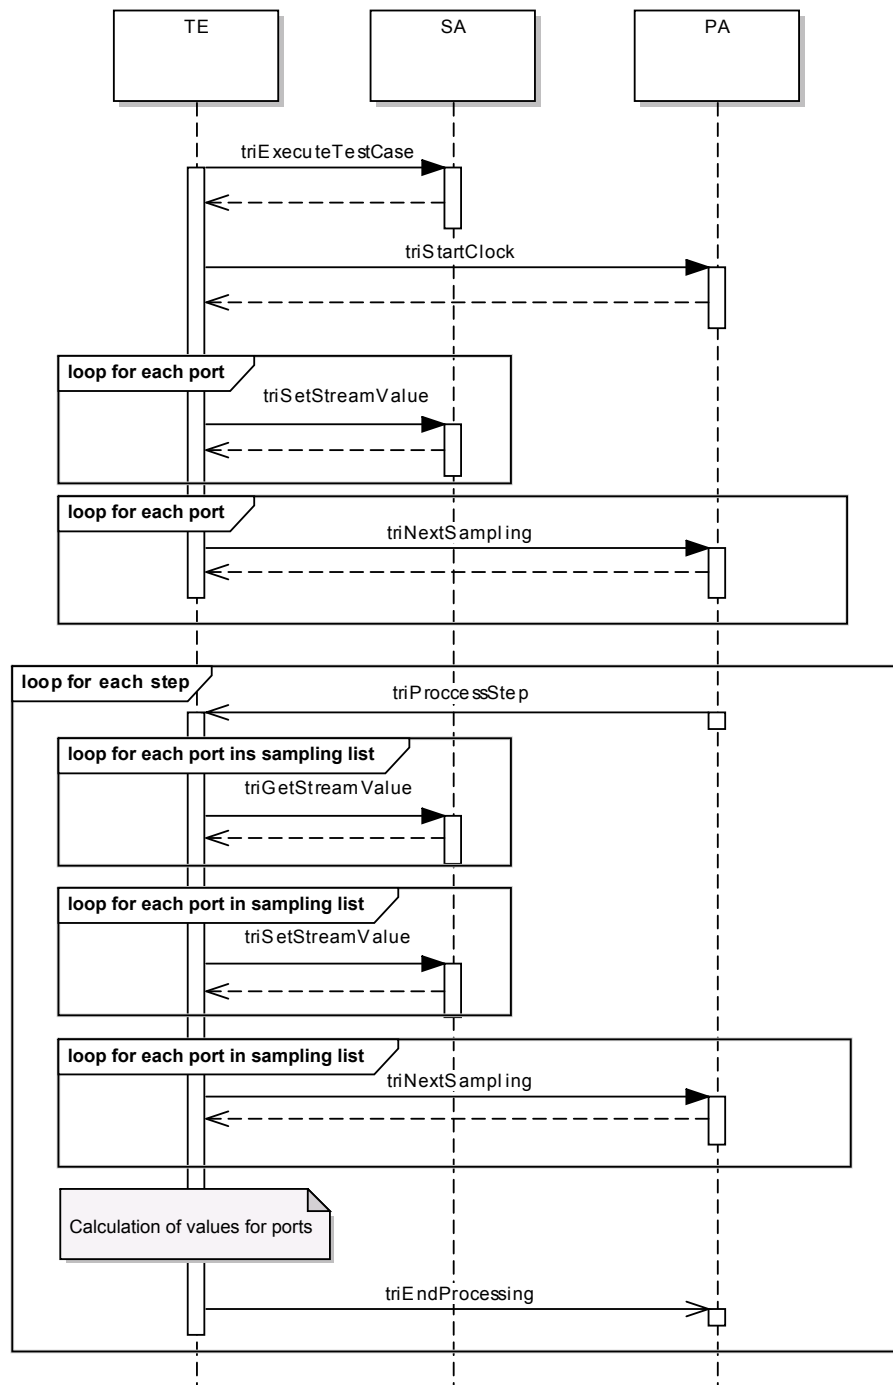 TE
SA
PA
triExecuteTestCase
triStartClock
loop for each port
triSetStreamValue
loop for each port
triNextSampling
loop for each step
triProccessStep
loop for each port ins sampling list
triGetStreamValue
loop for each port in sampling list
triSetStreamValue
loop for each port in sampling list
triNextSampling
Calculation of values for ports
triEndProcessing